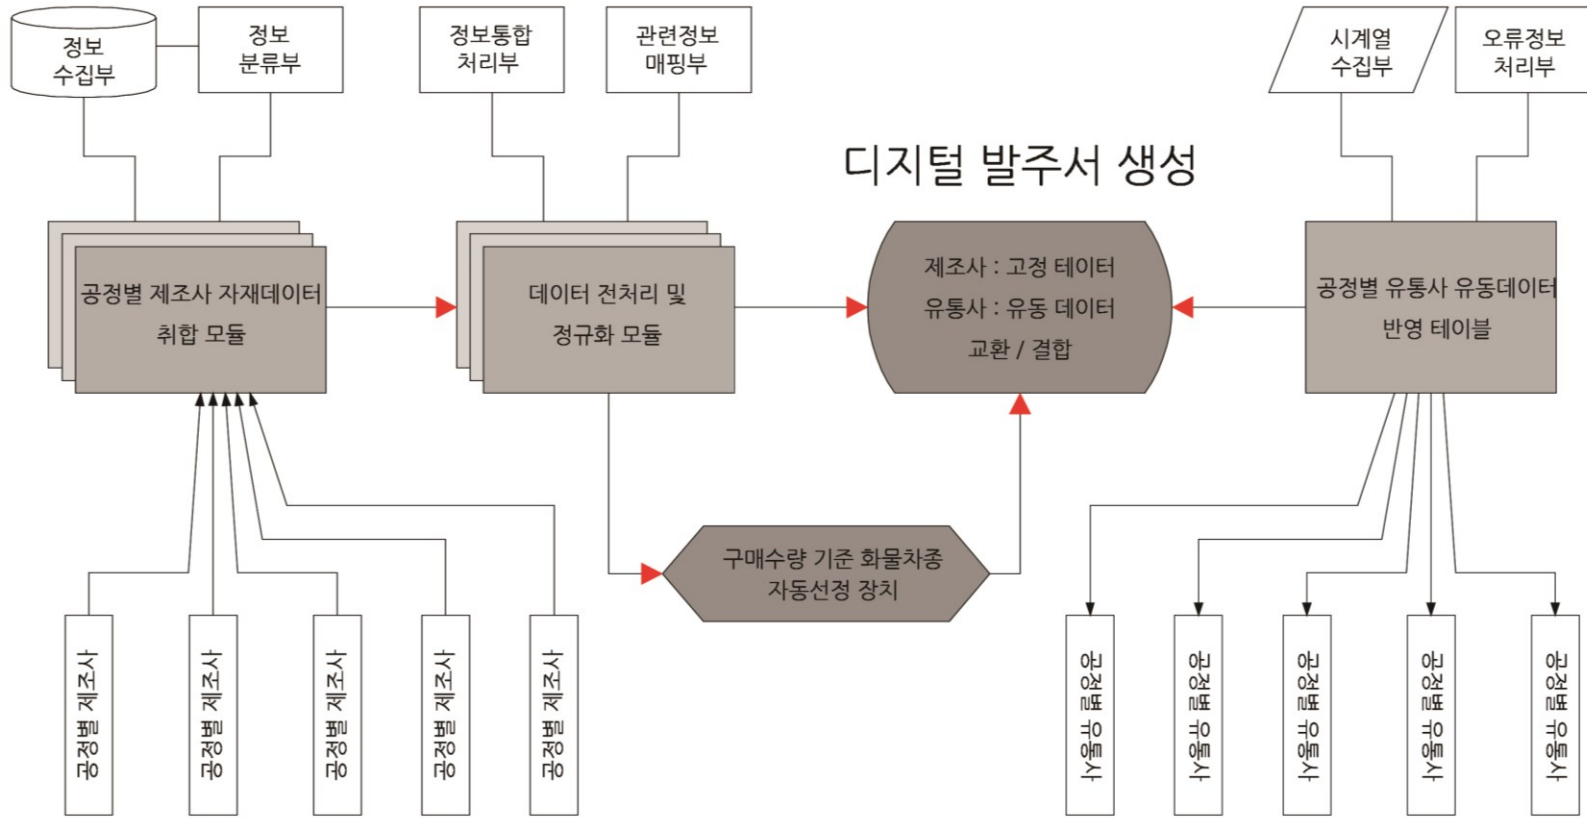 정보
수집부
정보
분류부
정보통합
처리부
관련정보
매핑부
시계열
수집부
오류정보
처리부
디지털 발주서 생성
공정별 제조사 자재데이터
취합 모듈
데이터 전처리 및
정규화 모듈
제조사 : 고정 테이터
유통사 : 유동 데이터
교환 / 결합
공정별 유통사 유동데이터
반영 테이블
구매수량 기준 화물차종
자동선정 장치
공정별 제조사
공정별 제조사
공정별 제조사
공정별 제조사
공정별 제조사
공정별 유통사
공정별 유통사
공정별 유통사
공정별 유통사
공정별 유통사